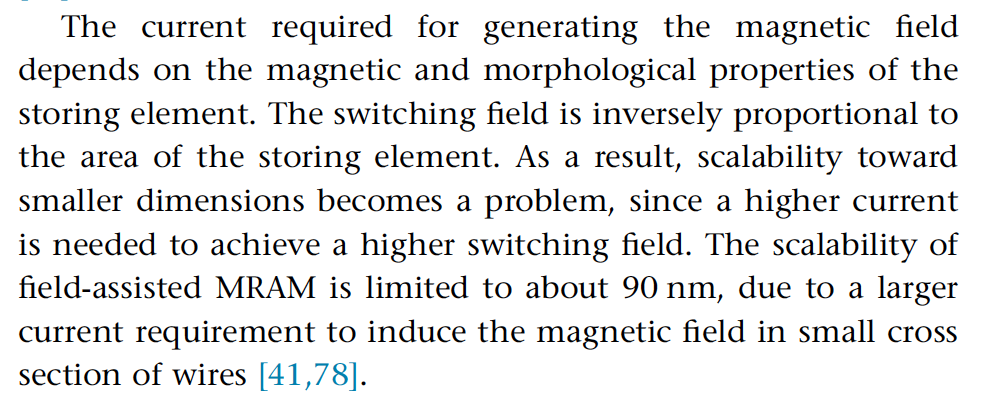 The current required for generating the magnetic field
depends on the magnetic and morphological properties of the
storing element. The switching field is inversely proportional to
the area of the storing element. As a result, scalability toward
smaller dimensions becomes a problem, since a higher current
is needed to achieve a higher switching field. The scalability of
field-assisted MRAM is limited to about 90 nm, due to a larger
current requirement to induce the magnetic field in small cross
section of wires [41,78].